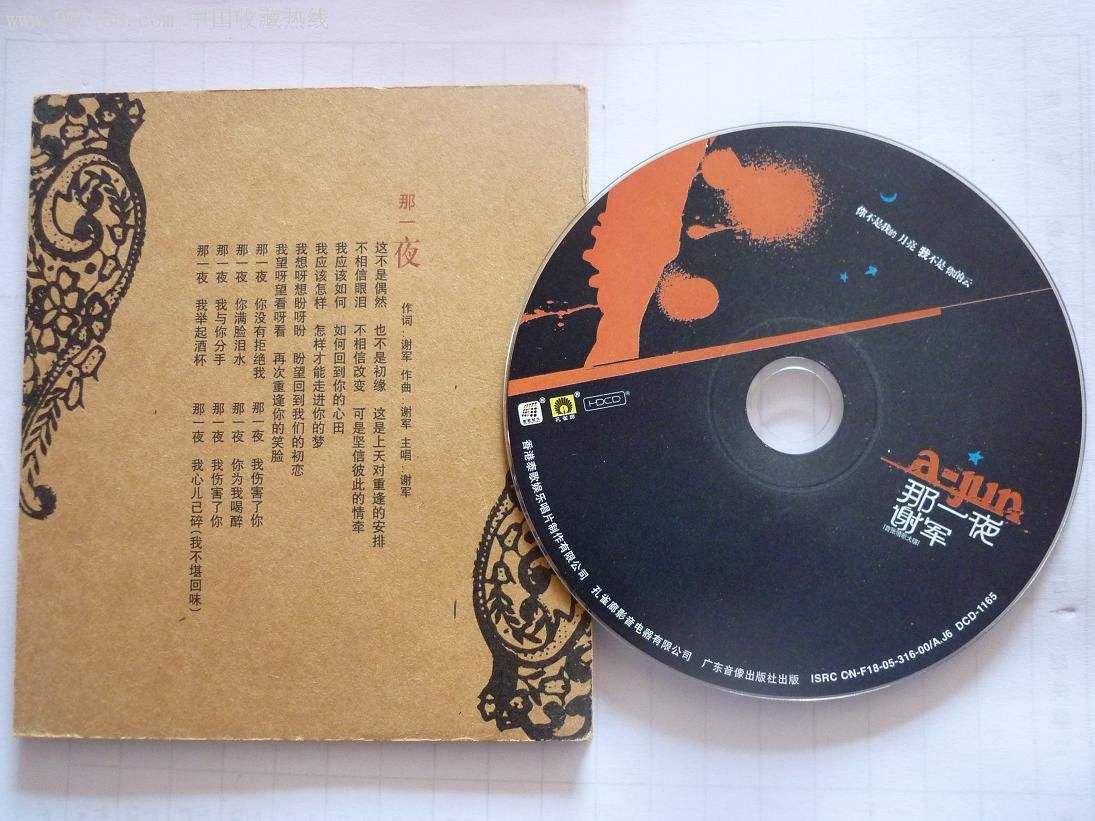 中国收藏热线
那一夜
作词:谢军 作曲:谢军 主唱:谢军
这不是偶然 也不是初缘 这是上天对重逢的安排
不相信眼泪 不相信改变 可是坚信彼此的情牵
我应该如何 如何回到你的心田
我应该怎样 怎样才能走进你的梦
我想呀想盼呀盼 盼望回到我们的初恋
我望呀望看呀看 再次重逢你的笑脸
那一夜 你没有拒绝我 那一夜 我伤害了你
那一夜 你满脸泪水 那一夜 你为我喝醉
那一夜 我与你分手 那一夜 我伤害了你
那一夜 我举起酒杯 那一夜 我心儿已碎(我不堪回味)
你不是我的月亮 我不是你的云
孔雀廊
HDCD
a-jun
那一夜
谢军
香港泰歌娱乐唱片制作有限公司 孔雀廊影音电器有限公司 广东音像出版社出版 ISRC CN-F18-05-316-00/A.J6 DCD-1165